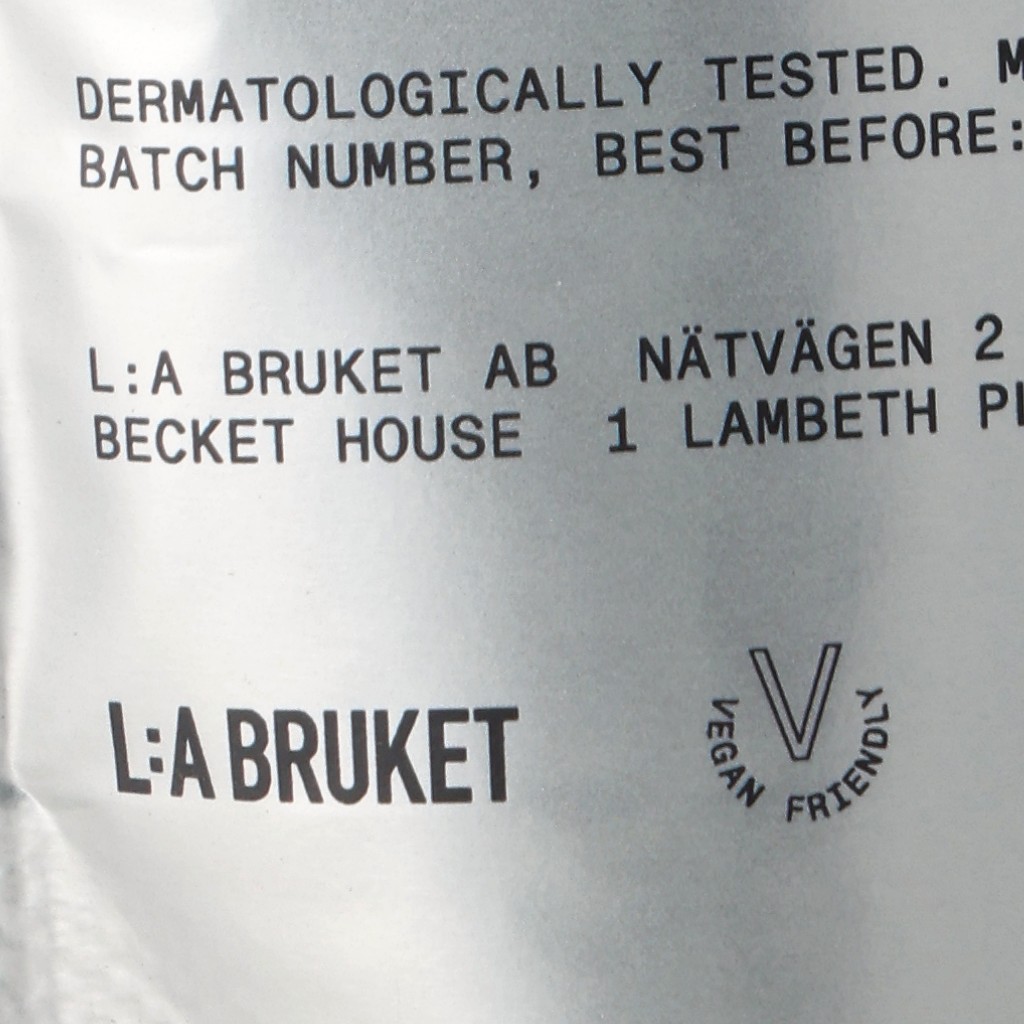 DERMATOLOGICALLY TESTED.
BATCH NUMBER, BEST BEFORE:
L:A BRUKET AB NÄTVÄGEN 2
BECKET HOUSE 1 LAMBETH
L:A BRUKET
V
VEGAN FRIENDLY